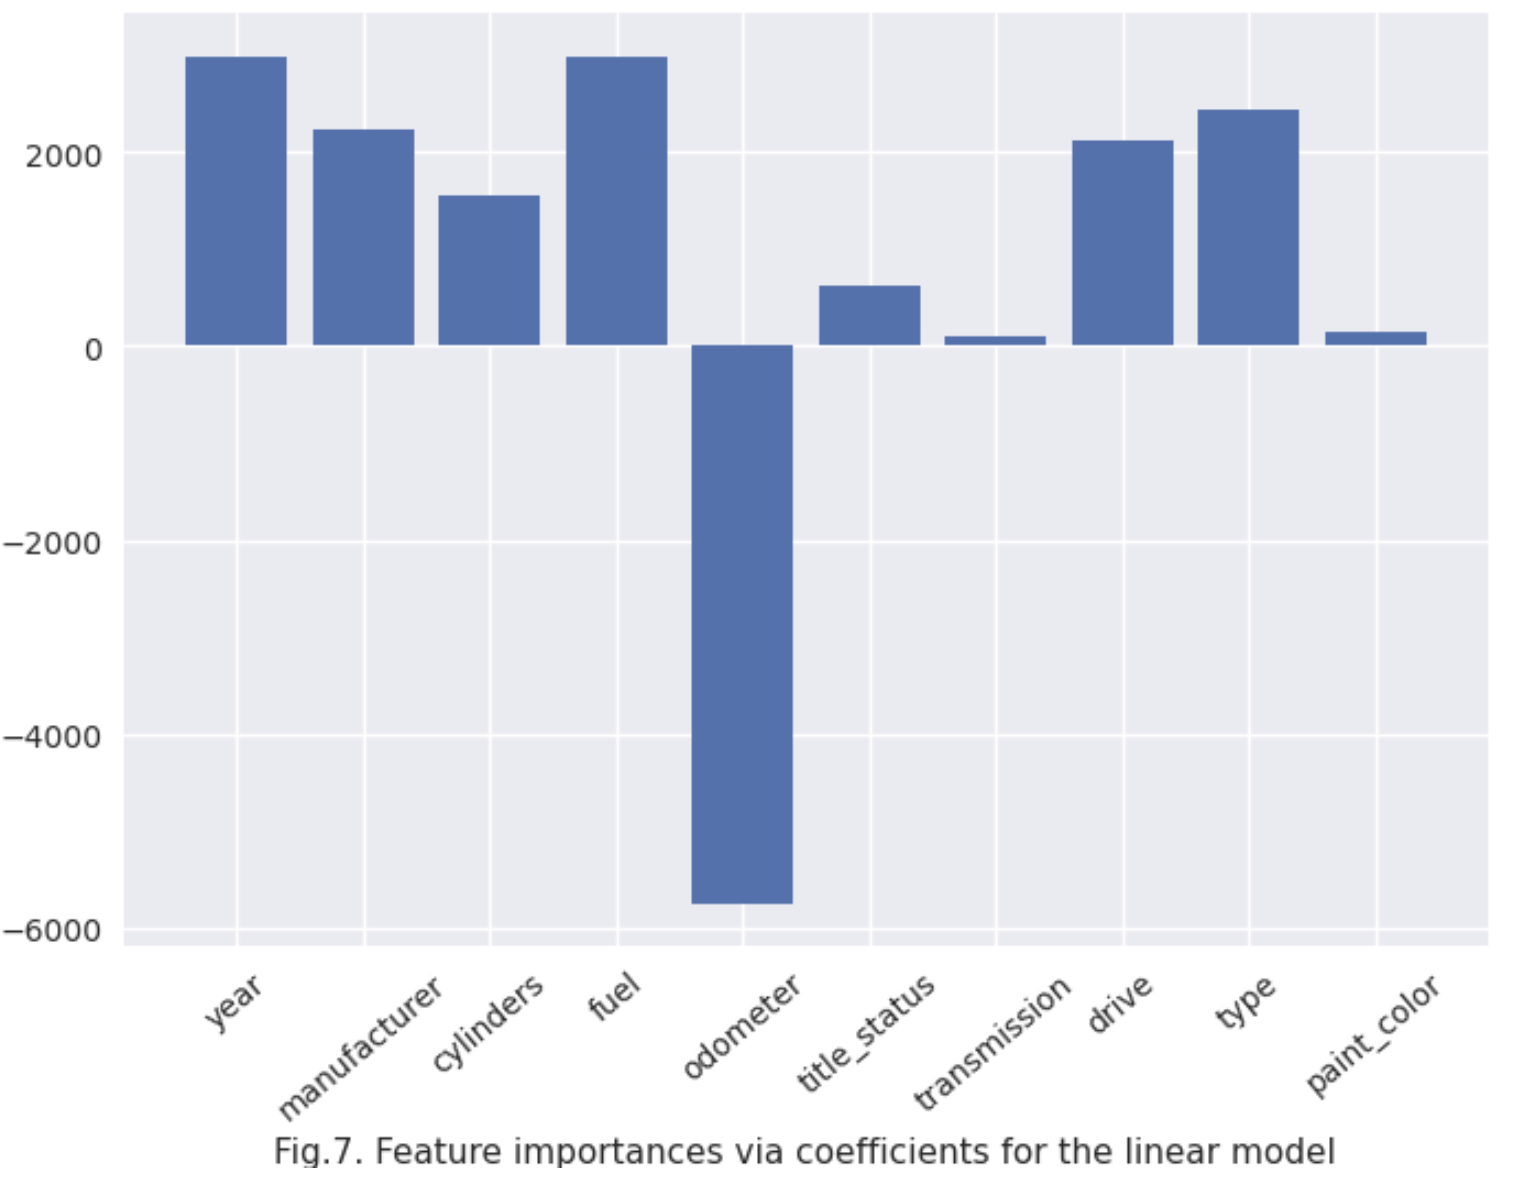 2000
0
−2000
−4000
−6000
year
manufacturer
cylinders
fuel
odometer
title_status
transmission
drive
type
paint_color
Fig.7. Feature importances via coefficients for the linear model